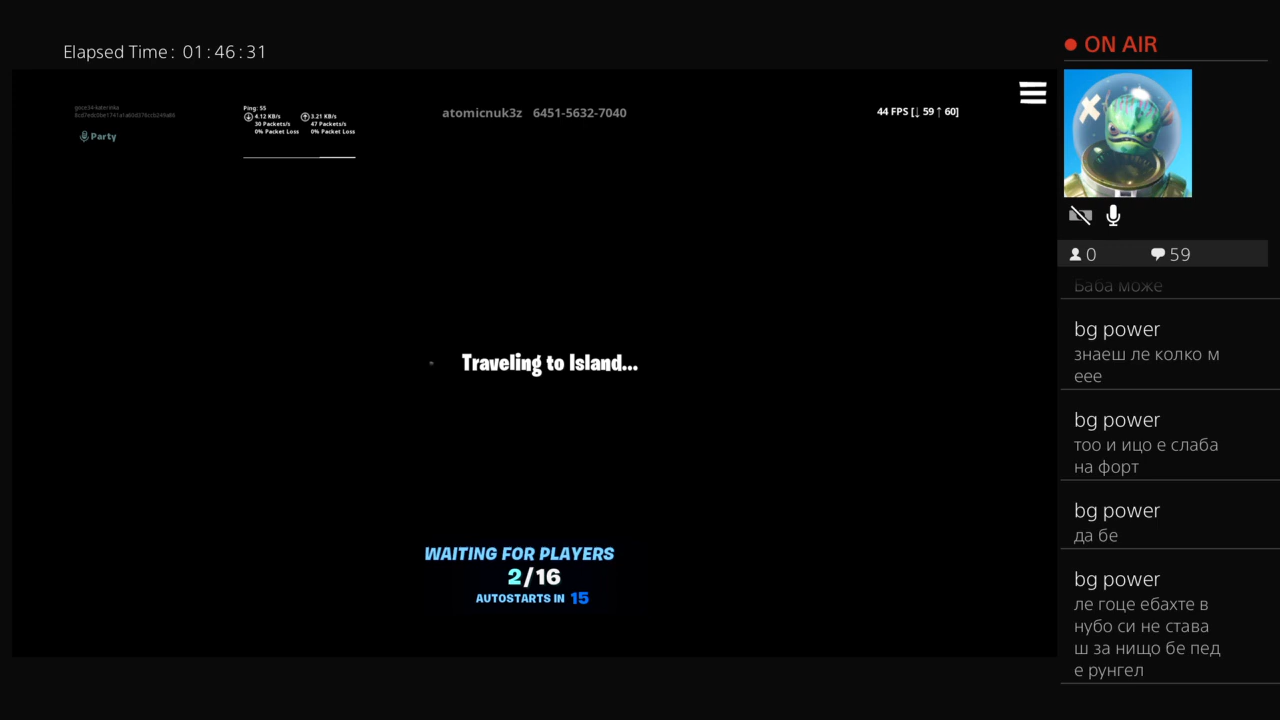 Elapsed Time: 01:46:31
ON AIR
goce34-katerinka
Party
Ping: 55
4.12 KB/s 3.21 KB/s
30 Packets/s 47 Packets/s
0% Packet Loss 0% Packet Loss
atomicnuk3z 6451-5632-7040
44 FPS [↓ 59 ↑ 60]
0 59
Баба може
bg power
знаеш ле колко м
еее
bg power
тоо и ицо е слаба
на форт
bg power
да бе
bg power
ле гоце ебахте в
нубо си не става
ш за нищо бе пед
е рунгел
Traveling to Island...
WAITING FOR PLAYERS
2/16
AUTOSTARTS IN 15